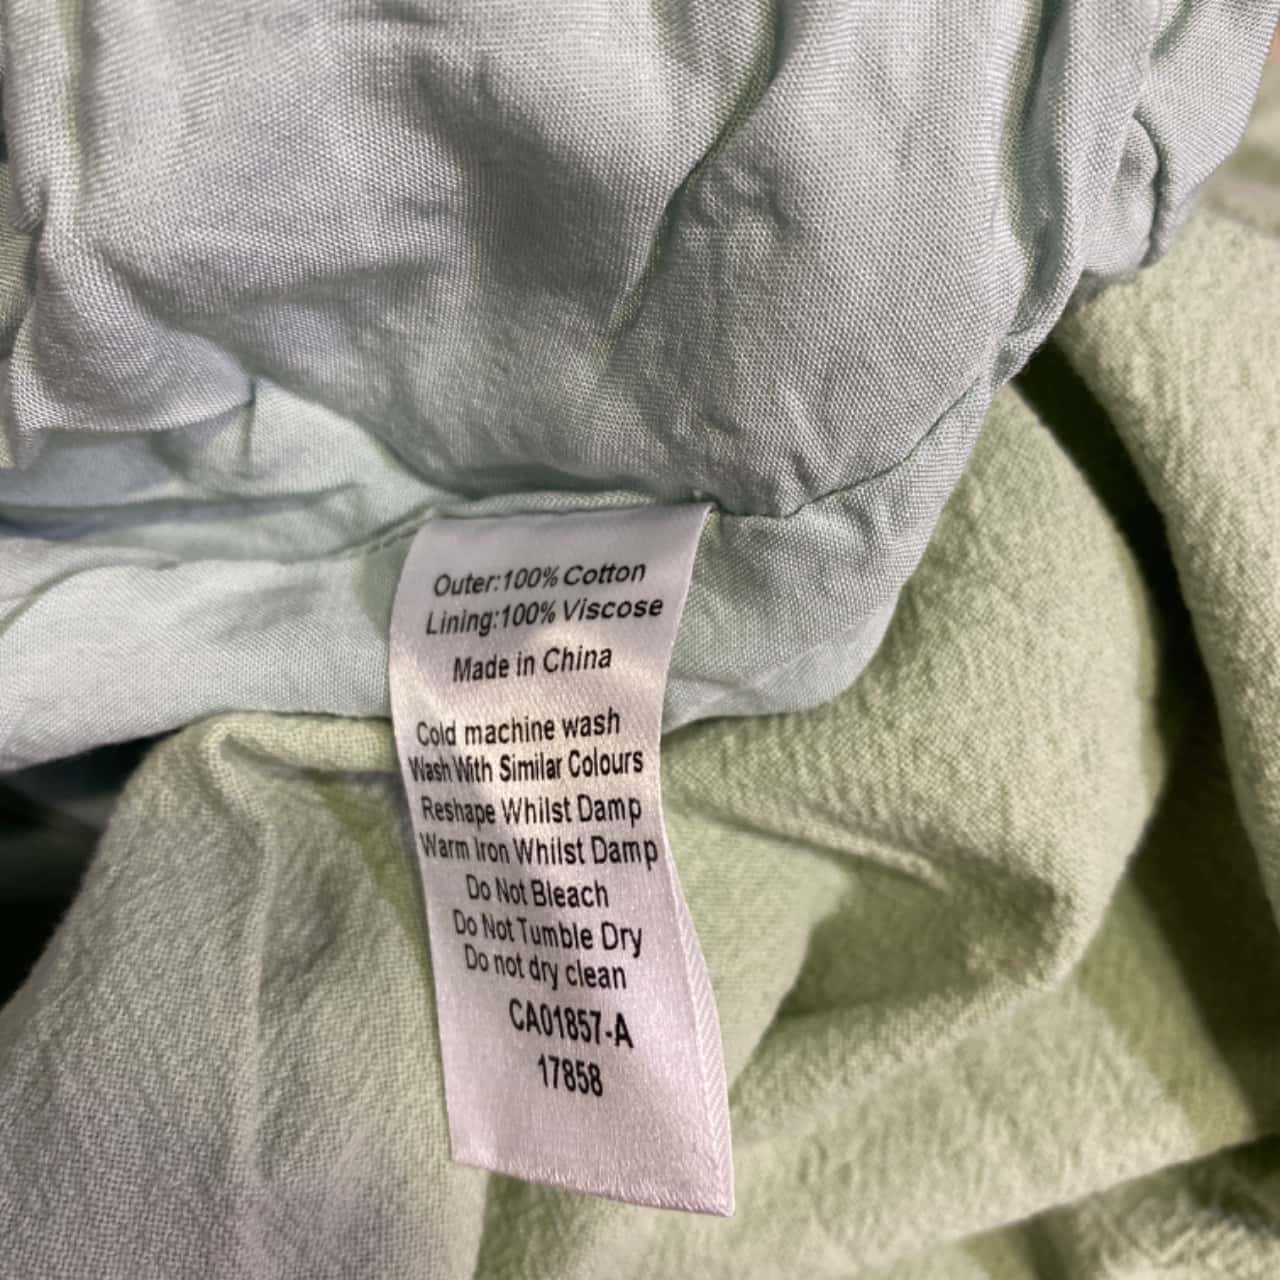 Outer:100% Cotton
Lining:100% Viscose
Made in China
Cold machine wash
Wash With Similar Colours
Reshape Whilst Damp
Warm Iron Whilst Damp
Do Not Bleach
Do Not Tumble Dry
Do not dry clean
CA01857-A
17858